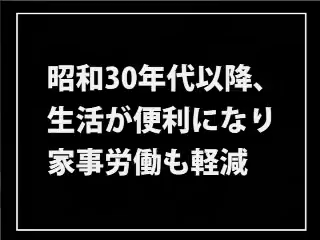 昭和30年代以降、
生活が便利になり
家事労働も軽減